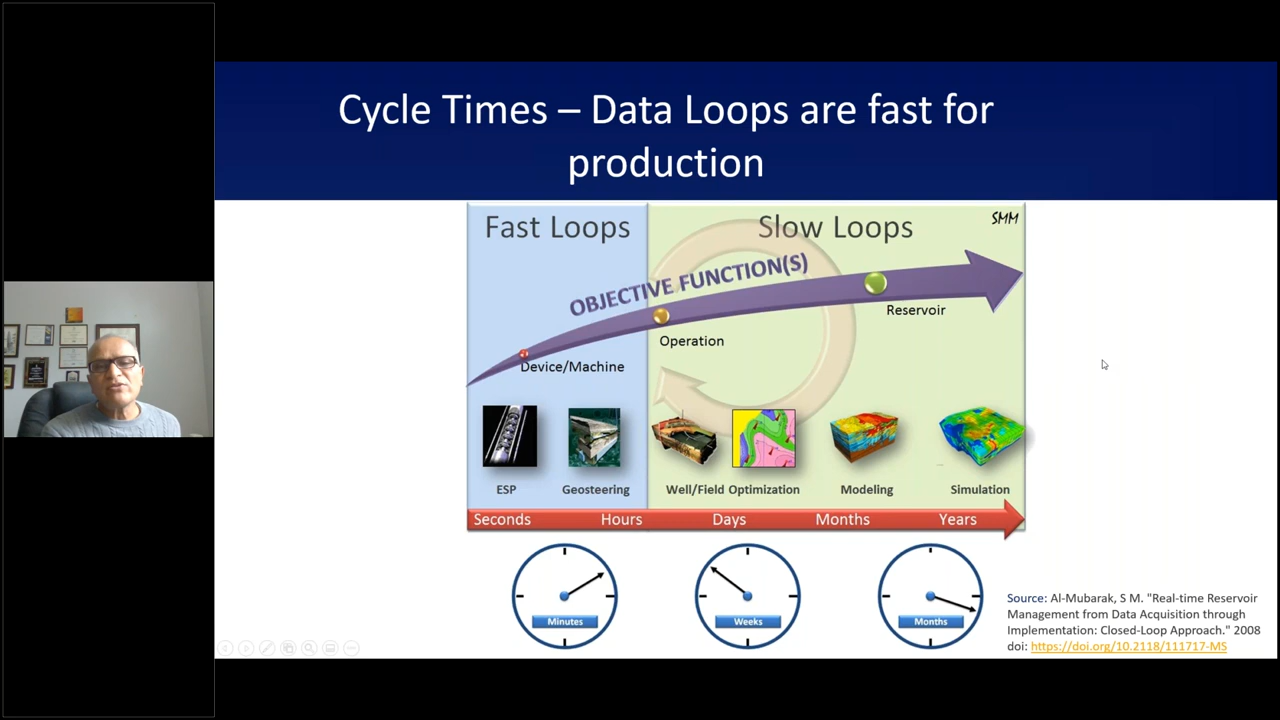 Cycle Times – Data Loops are fast for
production
Fast Loops
Slow Loops
SMM
OBJECTIVE FUNCTION(S)
Reservoir
Operation
Device/Machine
ESP
Geosteering
Well/Field Optimization
Modeling
Simulation
Seconds
Hours
Days
Months
Years
Minutes
Weeks
Months
Source: Al-Mubarak, S M. "Real-time Reservoir
Management from Data Acquisition through
Implementation: Closed-Loop Approach." 2008
doi: https://doi.org/10.2118/111717-MS